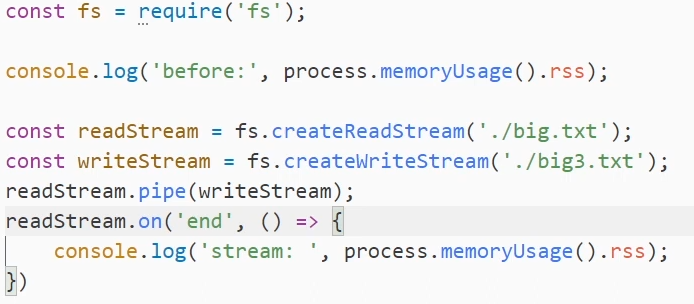 const fs = require('fs');
console.log('before:', process.memoryUsage().rss);
const readStream = fs.createReadStream('./big.txt');
const writeStream = fs.createWriteStream('./big3.txt');
readStream.pipe(writeStream);
readStream.on('end', () => {
    console.log('stream: ', process.memoryUsage().rss);
})